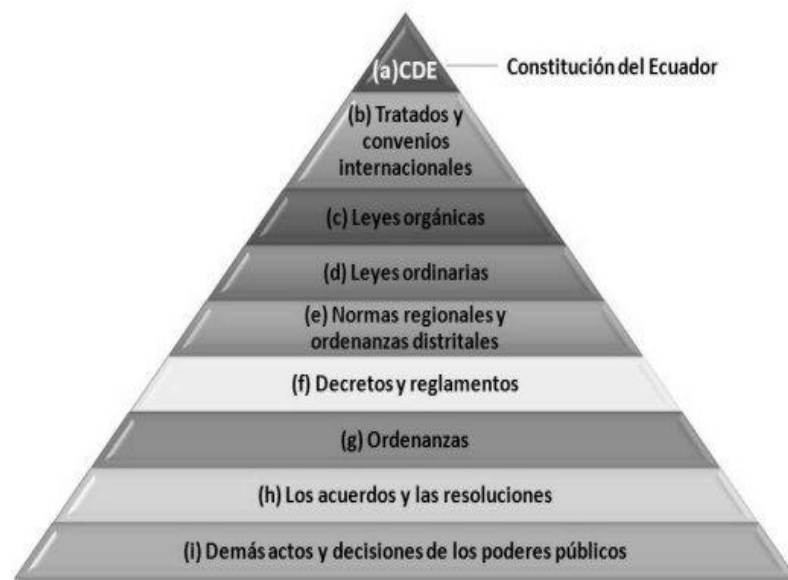 (a)CDE
Constitución del Ecuador
(b) Tratados y
convenios
internacionales
(c) Leyes orgánicas
(d) Leyes ordinarias
(e) Normas regionales y
ordenanzas distritales
(f) Decretos y reglamentos
(g) Ordenanzas
(h) Los acuerdos y las resoluciones
(i) Demás actos y decisiones de los poderes públicos